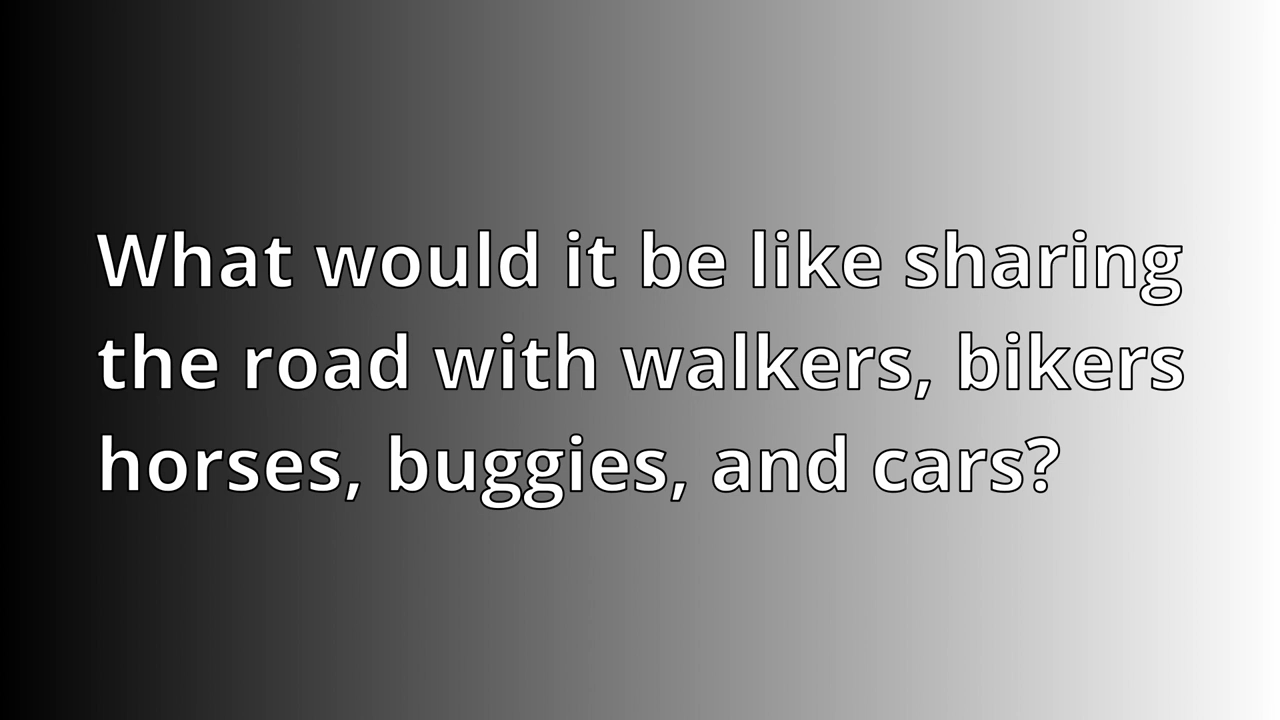 What would it be like sharing
the road with walkers, bikers
horses, buggies, and cars?